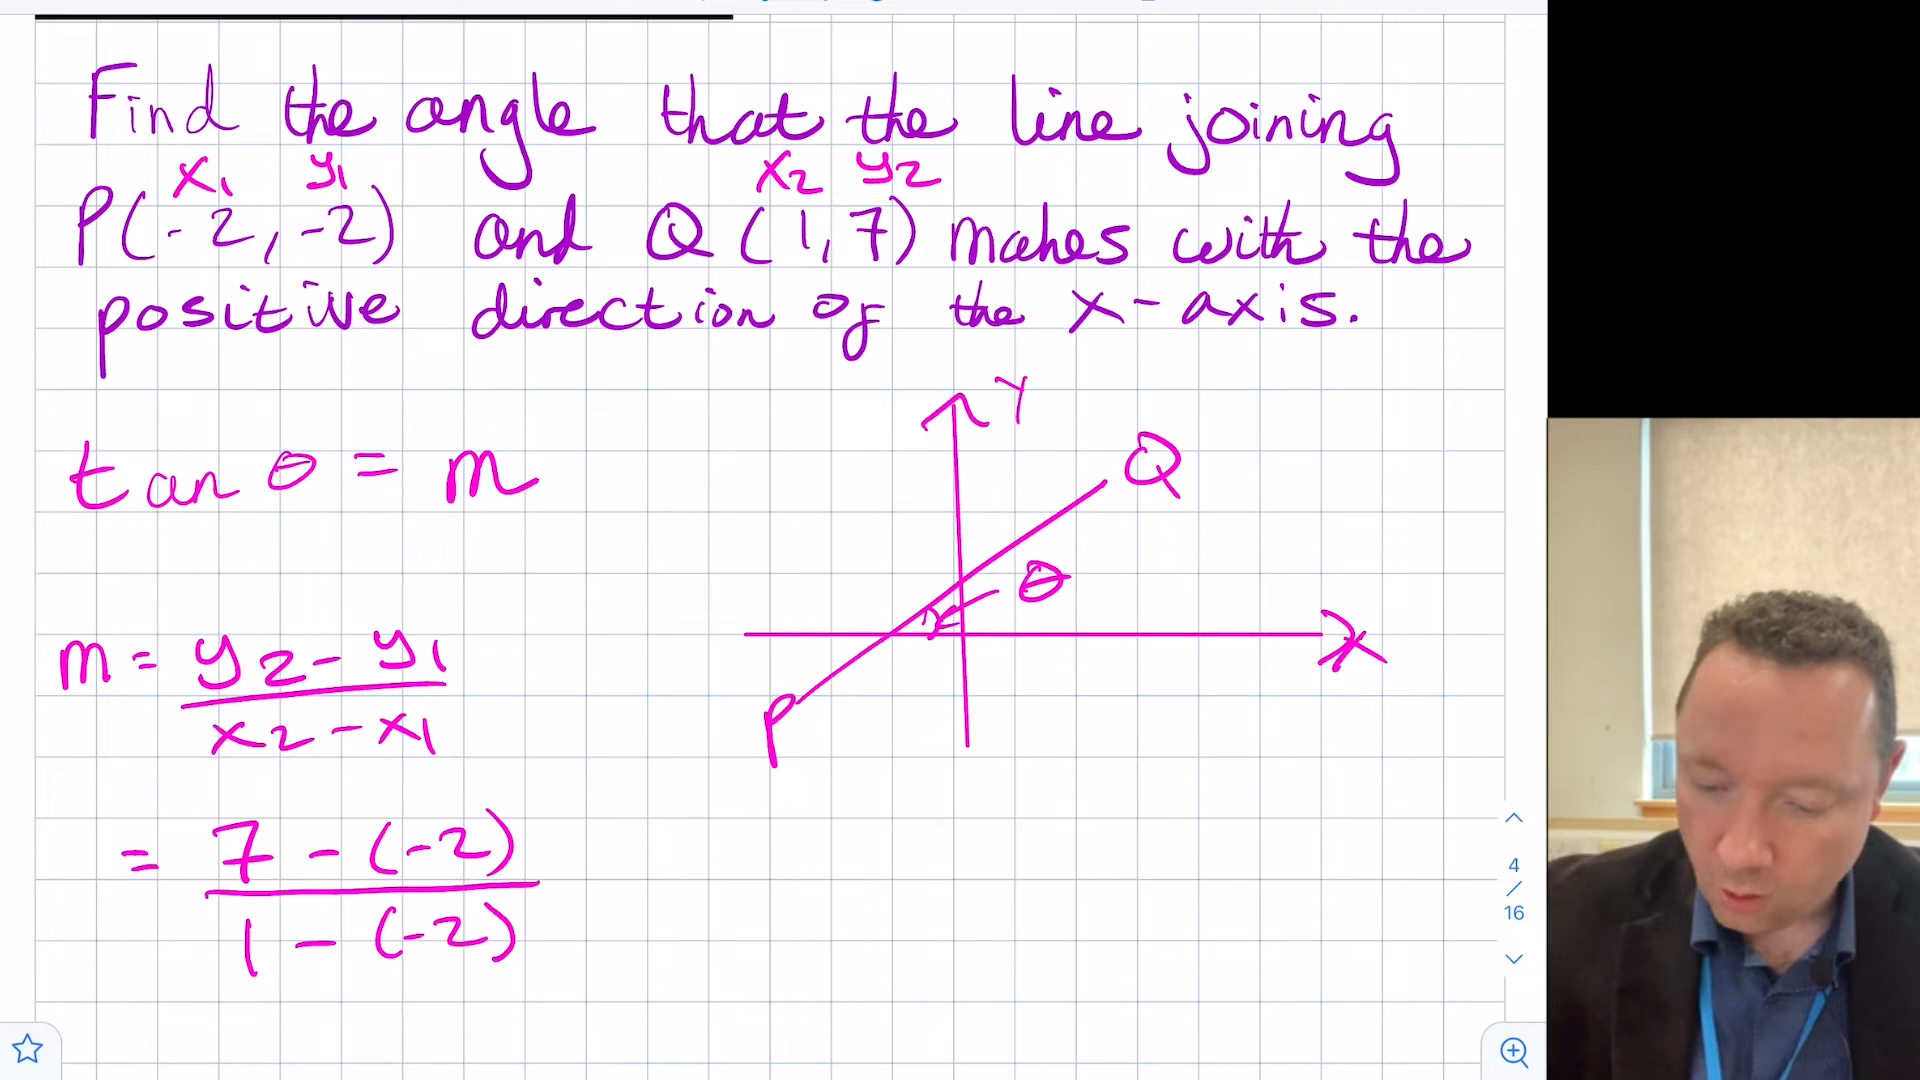 Find the angle that the line joining
x₁ y₁ x₂ y₂
P(-2,-2) and Q (1,7) makes with the
positive direction of the x-axis.
Y
Q
tan θ = m
θ
m = y₂ - y₁
x₂ - x₁
X
P
= 7 - (-2)
1 - (-2)
4
/
16